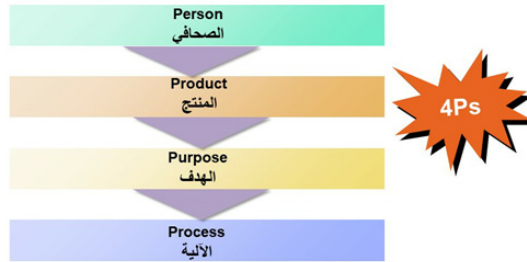 Person
الصحافي
Product
المنتج
Purpose
الهدف
Process
الآلية
4Ps